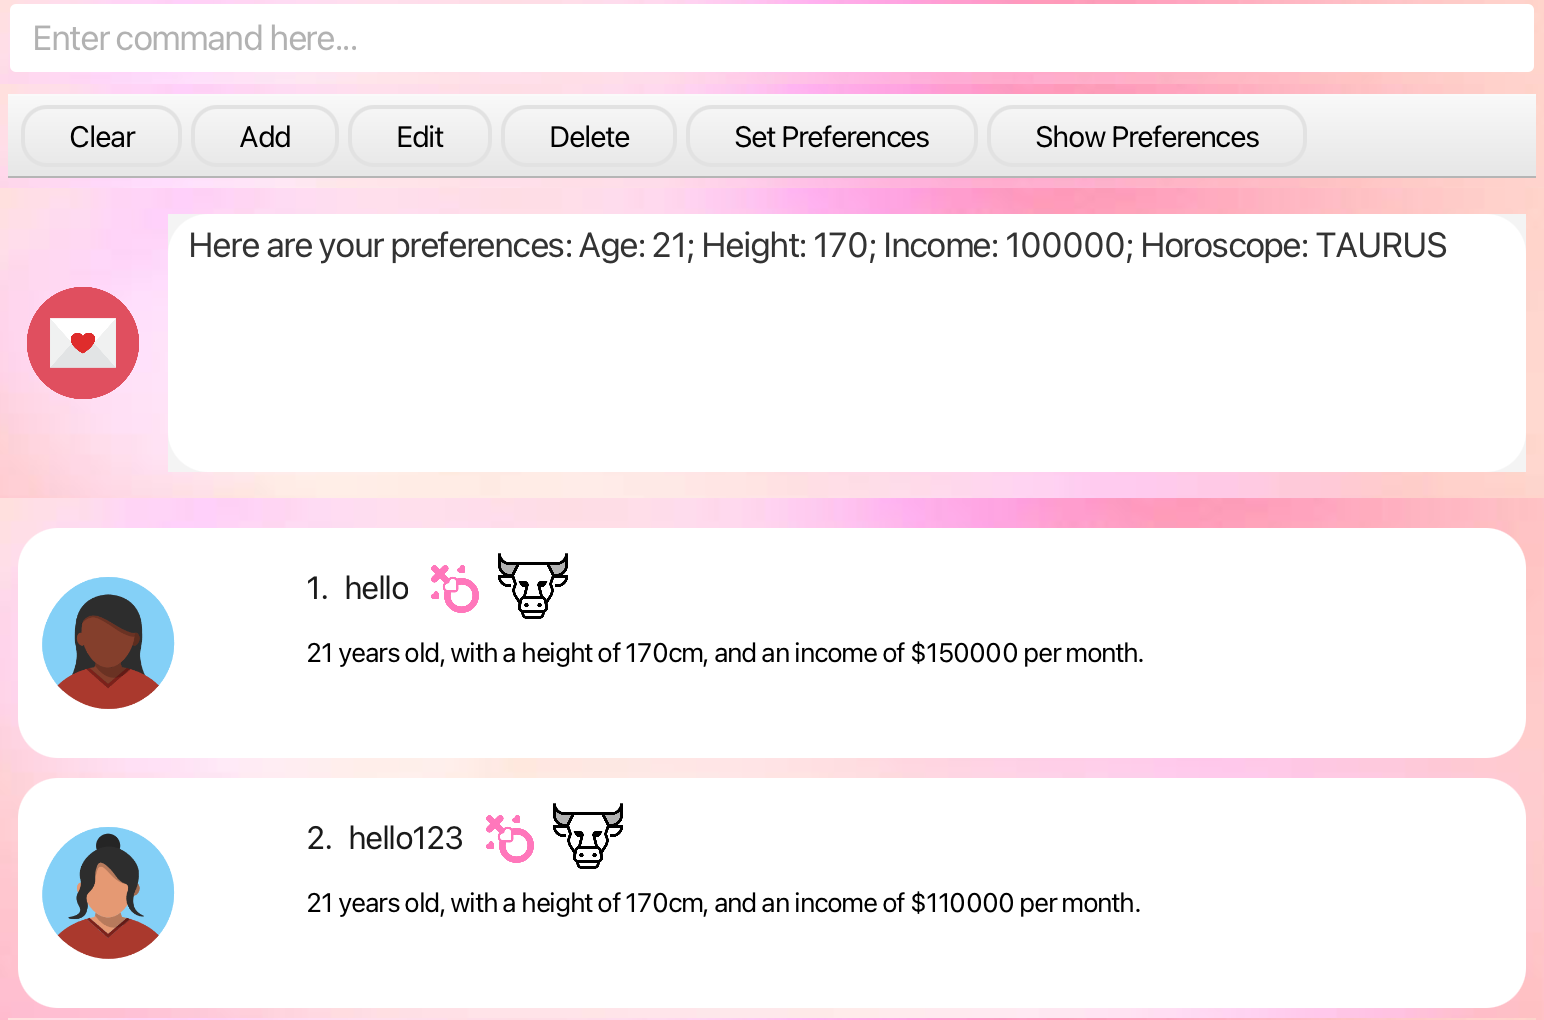 Enter command here...
Clear Add Edit Delete Set Preferences Show Preferences
Here are your preferences: Age: 21; Height: 170; Income: 100000; Horoscope: TAURUS
1. hello
21 years old, with a height of 170cm, and an income of $150000 per month.
2. hello123
21 years old, with a height of 170cm, and an income of $110000 per month.